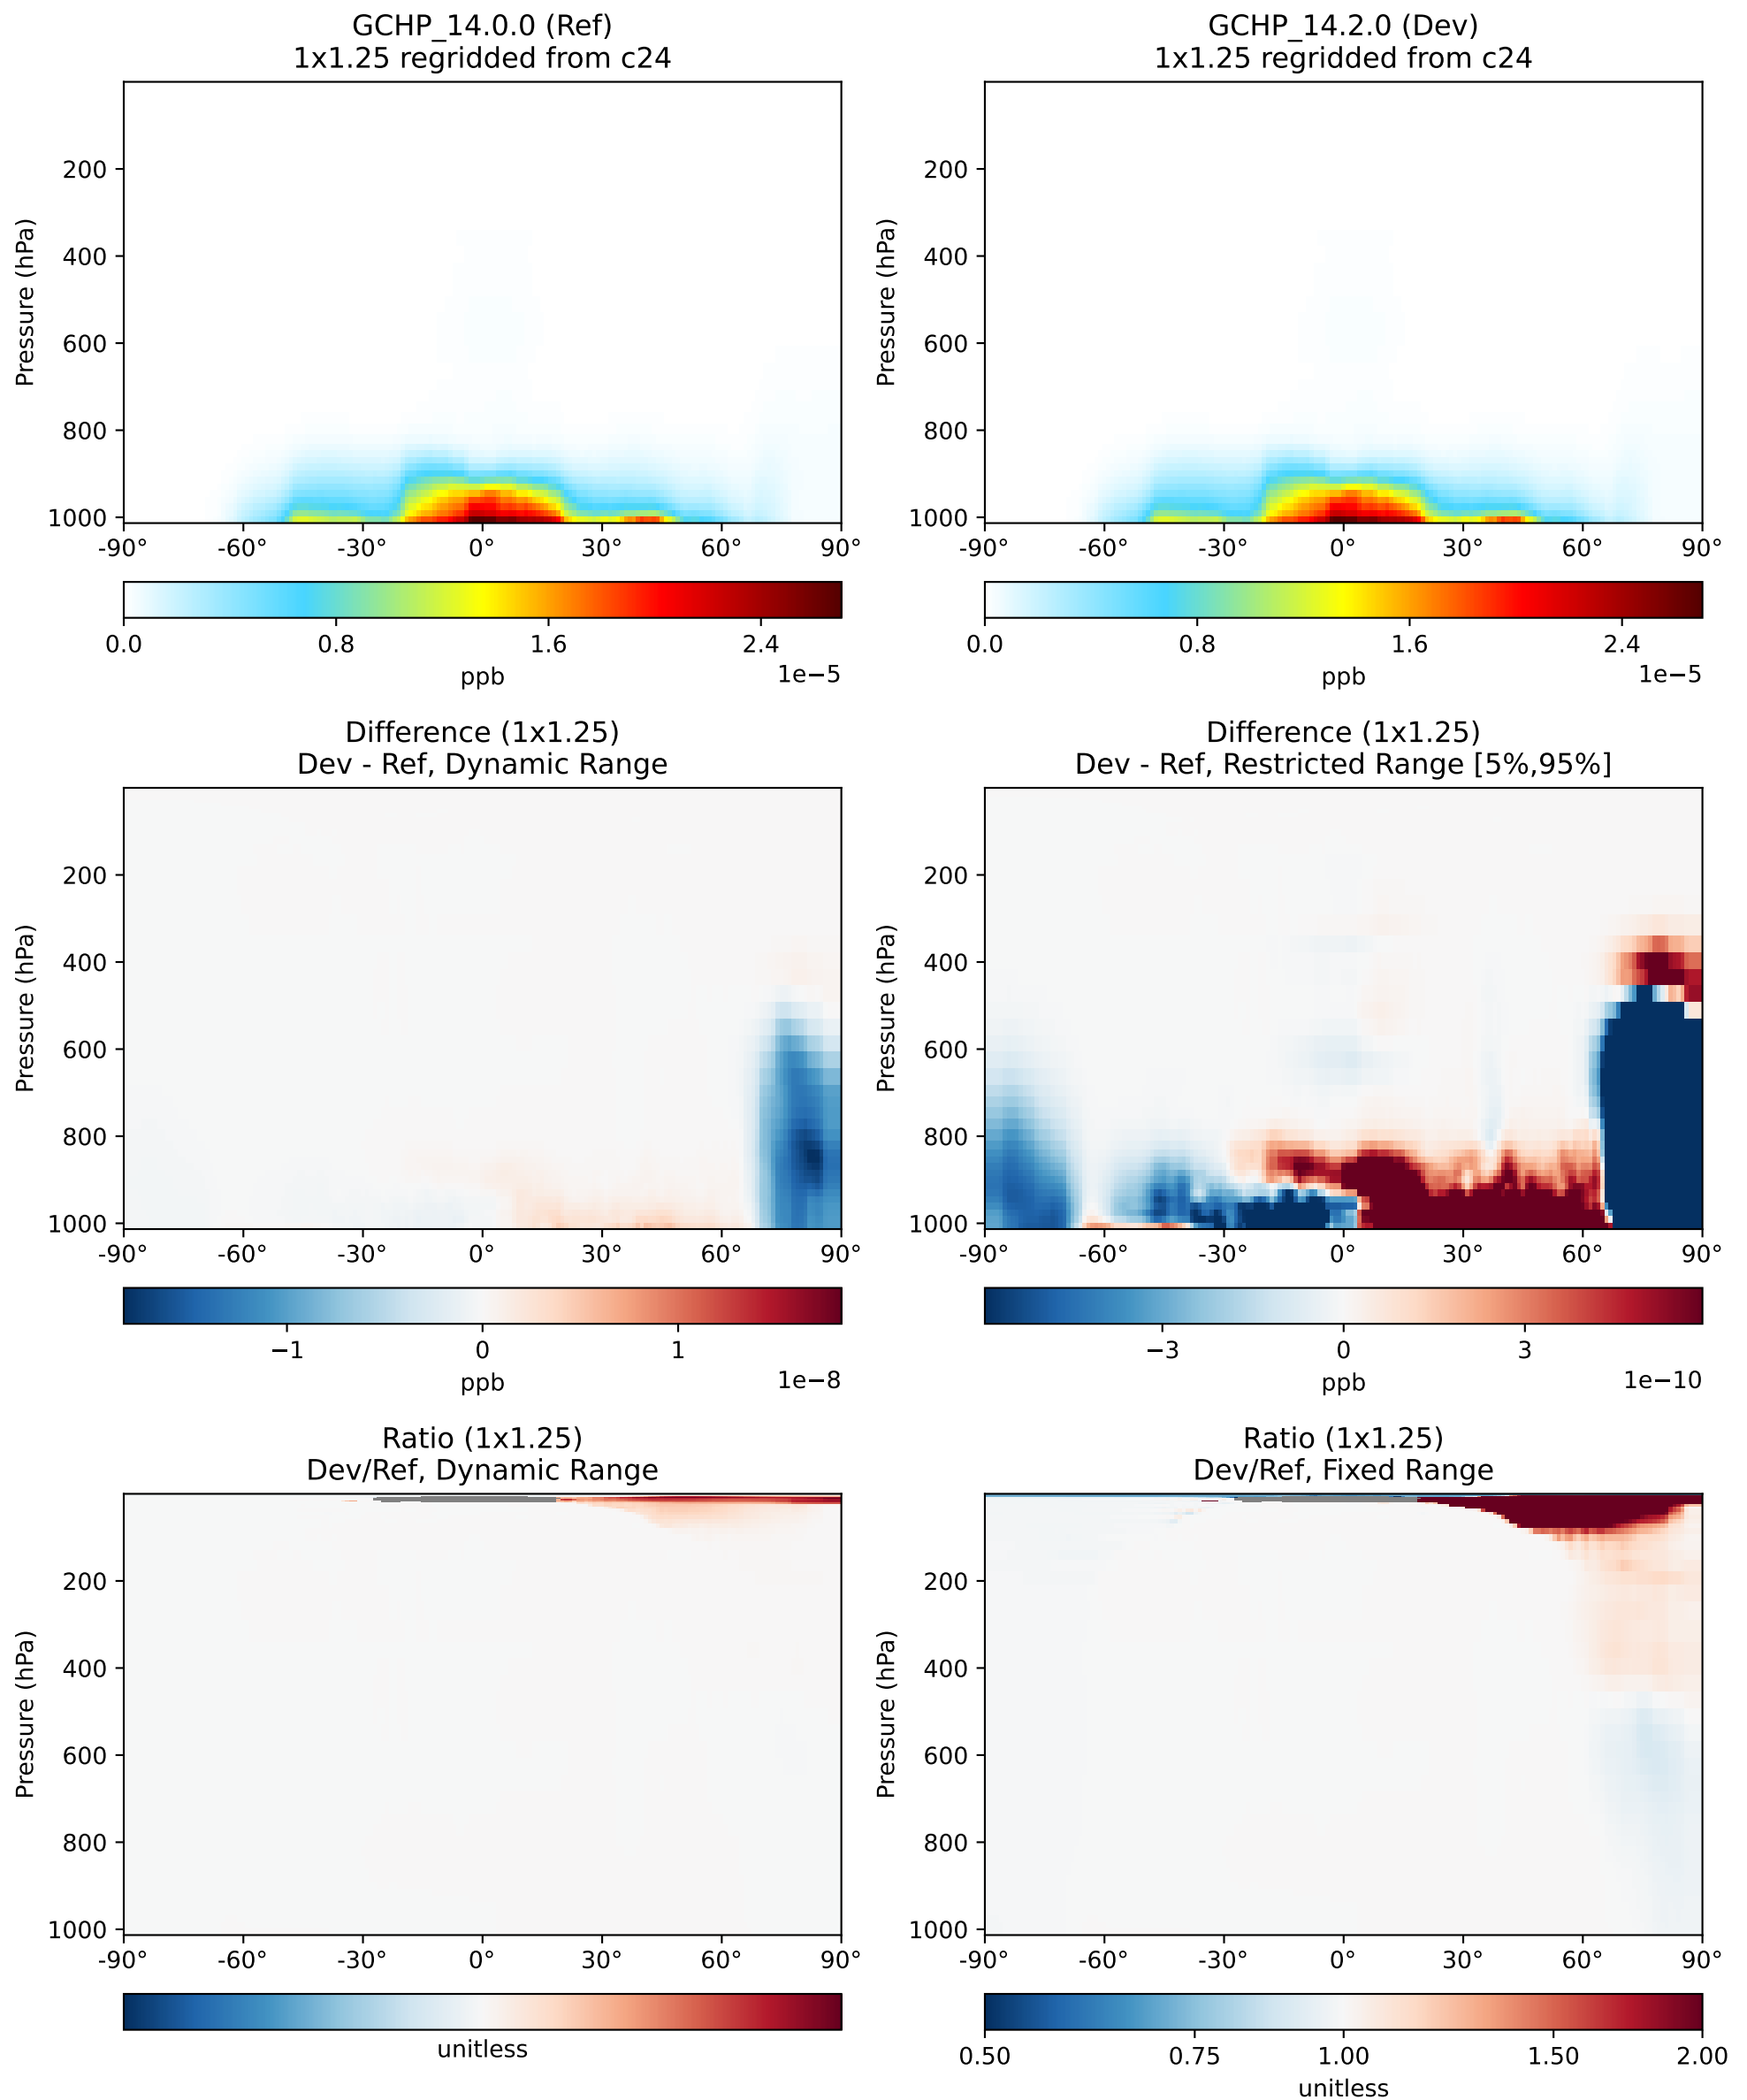 GCHP_14.0.0 (Ref)
1x1.25 regridded from c24
Pressure (hPa)
200
400
600
800
1000
-90° -60° -30° 0° 30° 60° 90°
0.0 0.8 1.6 2.4
1e−5
ppb
GCHP_14.2.0 (Dev)
1x1.25 regridded from c24
Pressure (hPa)
200
400
600
800
1000
-90° -60° -30° 0° 30° 60° 90°
0.0 0.8 1.6 2.4
1e−5
ppb
Difference (1x1.25)
Dev - Ref, Dynamic Range
Pressure (hPa)
200
400
600
800
1000
-90° -60° -30° 0° 30° 60° 90°
−1 0 1
1e−8
ppb
Difference (1x1.25)
Dev - Ref, Restricted Range [5%,95%]
Pressure (hPa)
200
400
600
800
1000
-90° -60° -30° 0° 30° 60° 90°
−3 0 3
1e−10
ppb
Ratio (1x1.25)
Dev/Ref, Dynamic Range
Pressure (hPa)
200
400
600
800
1000
-90° -60° -30° 0° 30° 60° 90°
unitless
Ratio (1x1.25)
Dev/Ref, Fixed Range
Pressure (hPa)
200
400
600
800
1000
-90° -60° -30° 0° 30° 60° 90°
0.50 0.75 1.00 1.50 2.00
unitless